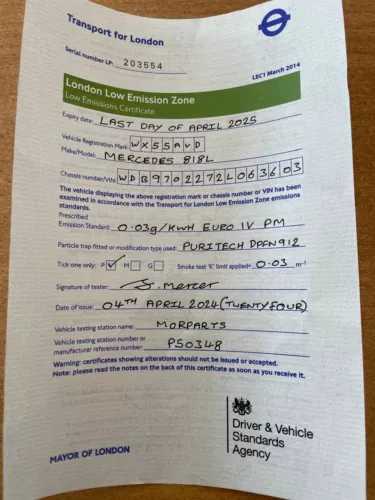 Transport for London
Serial number LP: 203554
LEC1 March 2014
London Low Emission Zone
Low Emissions Certificate
Expiry date: LAST DAY OF APRIL 2025
Vehicle Registration Mark: WX55AVD
Make/Model: MERCEDES 818L
Chassis number/VIN: WDB9702272L063603
The vehicle displaying the above registration mark or chassis number or VIN has been
examined in accordance with the Transport for London Low Emission Zone emissions
standards.
Prescribed
Emission Standard: 0.03g/KWH EURO IV PM
Particle trap fitted or modification type used: PURITECH DPFN912
Tick one only: P ✓ M G Smoke test 'K' limit applied= 0.03 m⁻¹
Signature of tester: J. Mercer
Date of issue: 04TH APRIL 2024 (TWENTY FOUR)
Vehicle testing station name: MORPARTS
Vehicle testing station number or
manufacturer reference number: PS0348
Warning: certificates showing alterations should not be issued or accepted.
Note: please read the notes on the back of this certificate as soon as you receive it.
Driver & Vehicle
Standards
Agency
MAYOR OF LONDON